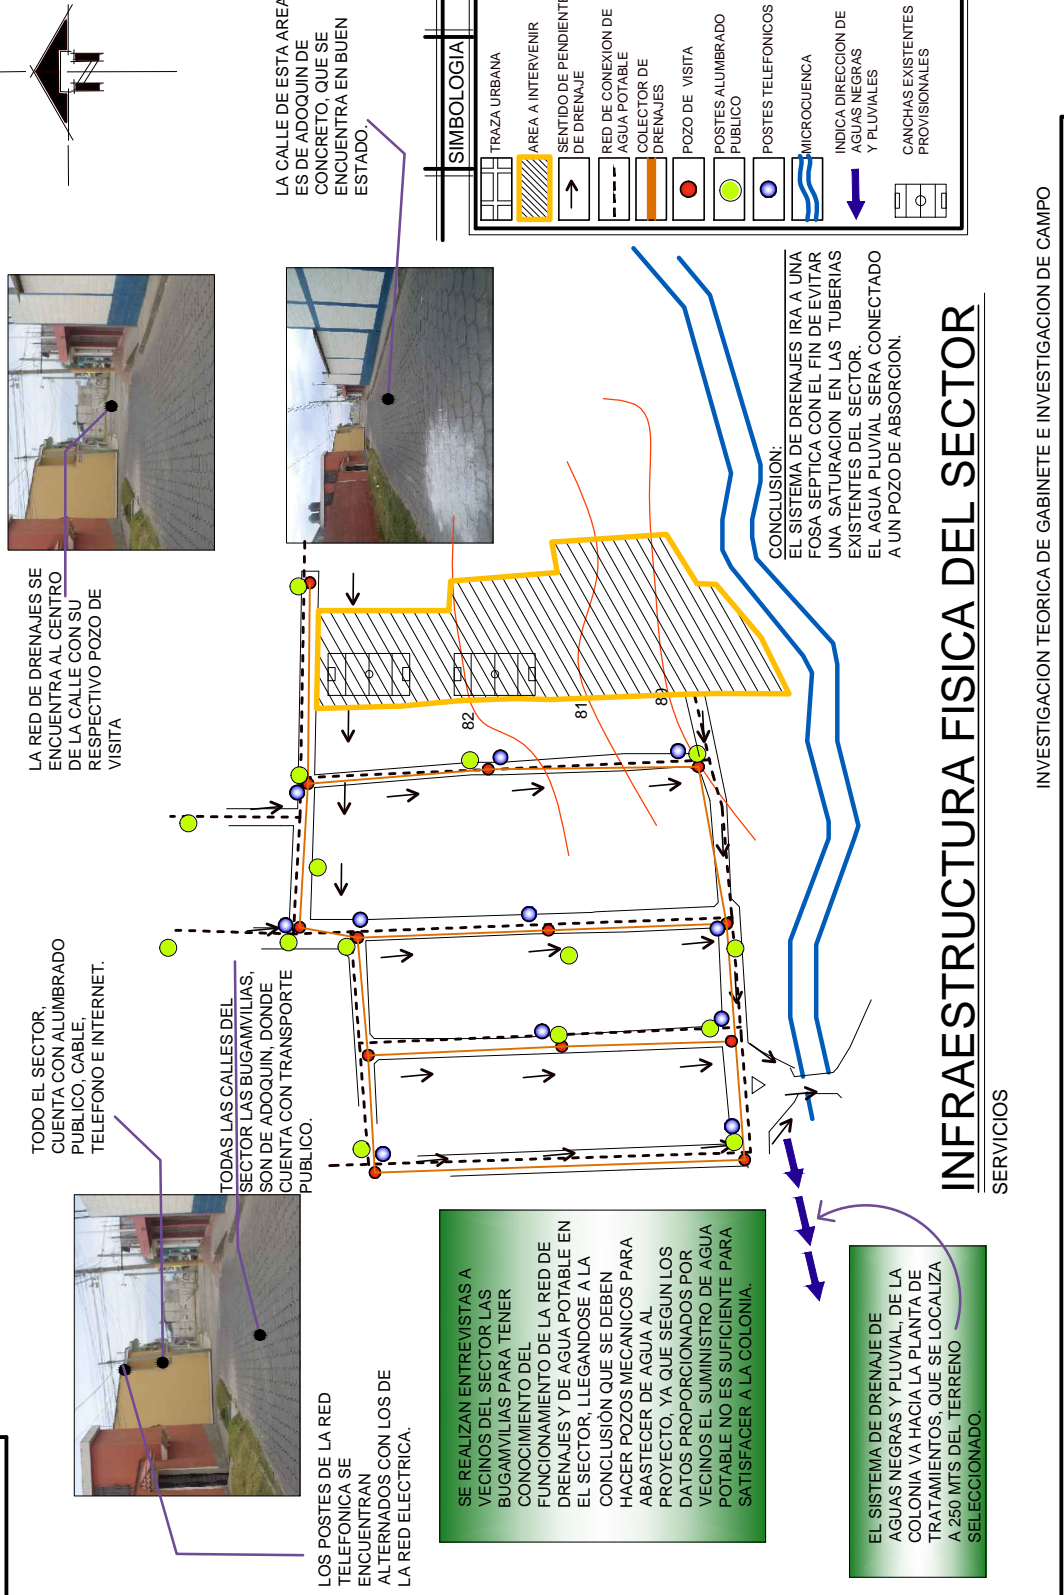 LA CALLE DE ESTA AREA
ES DE ADOQUIN DE
CONCRETO, QUE SE
ENCUENTRA EN BUEN
ESTADO.
LA RED DE DRENAJES SE
ENCUENTRA AL CENTRO
DE LA CALLE CON SU
RESPECTIVO POZO DE
VISITA
TODO EL SECTOR,
CUENTA CON ALUMBRADO
PUBLICO, CABLE,
TELEFONO E INTERNET.
TODAS LAS CALLES DEL
SECTOR LAS BUGAMVILIAS,
SON DE ADOQUIN, DONDE
CUENTA CON TRANSPORTE
PUBLICO.
LOS POSTES DE LA RED
TELEFONICA SE
ENCUENTRAN
ALTERNADOS CON LOS DE
LA RED ELECTRICA.
SIMBOLOGIA
TRAZA URBANA
AREA A INTERVENIR
SENTIDO DE PENDIENTE
DE DRENAJE
RED DE CONEXION DE
AGUA POTABLE
COLECTOR DE
DRENAJES
POZO DE VISITA
POSTES ALUMBRADO
PUBLICO
POSTES TELEFONICOS
MICROCUENCA
INDICA DIRECCION DE
AGUAS NEGRAS
Y PLUVIALES
CANCHAS EXISTENTES
PROVISIONALES
82
81
CONCLUSION:
EL SISTEMA DE DRENAJES IRA A UNA
FOSA SEPTICA CON EL FIN DE EVITAR
UNA SATURACION EN LAS TUBERIAS
EXISTENTES DEL SECTOR.
EL AGUA PLUVIAL SERA CONECTADO
A UN POZO DE ABSORCION.
SE REALIZAN ENTREVISTAS A
VECINOS DEL SECTOR LAS
BUGAMVILIAS PARA TENER
CONOCIMIENTO DEL
FUNCIONAMIENTO DE LA RED DE
DRENAJES Y DE AGUA POTABLE EN
EL SECTOR, LLEGANDOSE A LA
CONCLUSIÒN QUE SE DEBEN
HACER POZOS MECANICOS PARA
ABASTECER DE AGUA AL
PROYECTO, YA QUE SEGUN LOS
DATOS PROPORCIONADOS POR
VECINOS EL SUMINISTRO DE AGUA
POTABLE NO ES SUFICIENTE PARA
SATISFACER A LA COLONIA.
EL SISTEMA DE DRENAJE DE
AGUAS NEGRAS Y PLUVIAL, DE LA
COLONIA VA HACIA LA PLANTA DE
TRATAMIENTOS, QUE SE LOCALIZA
A 250 MTS DEL TERRENO
SELECCIONADO.
INFRAESTRUCTURA FISICA DEL SECTOR
SERVICIOS
INVESTIGACION TEORICA DE GABINETE E INVESTIGACION DE CAMPO